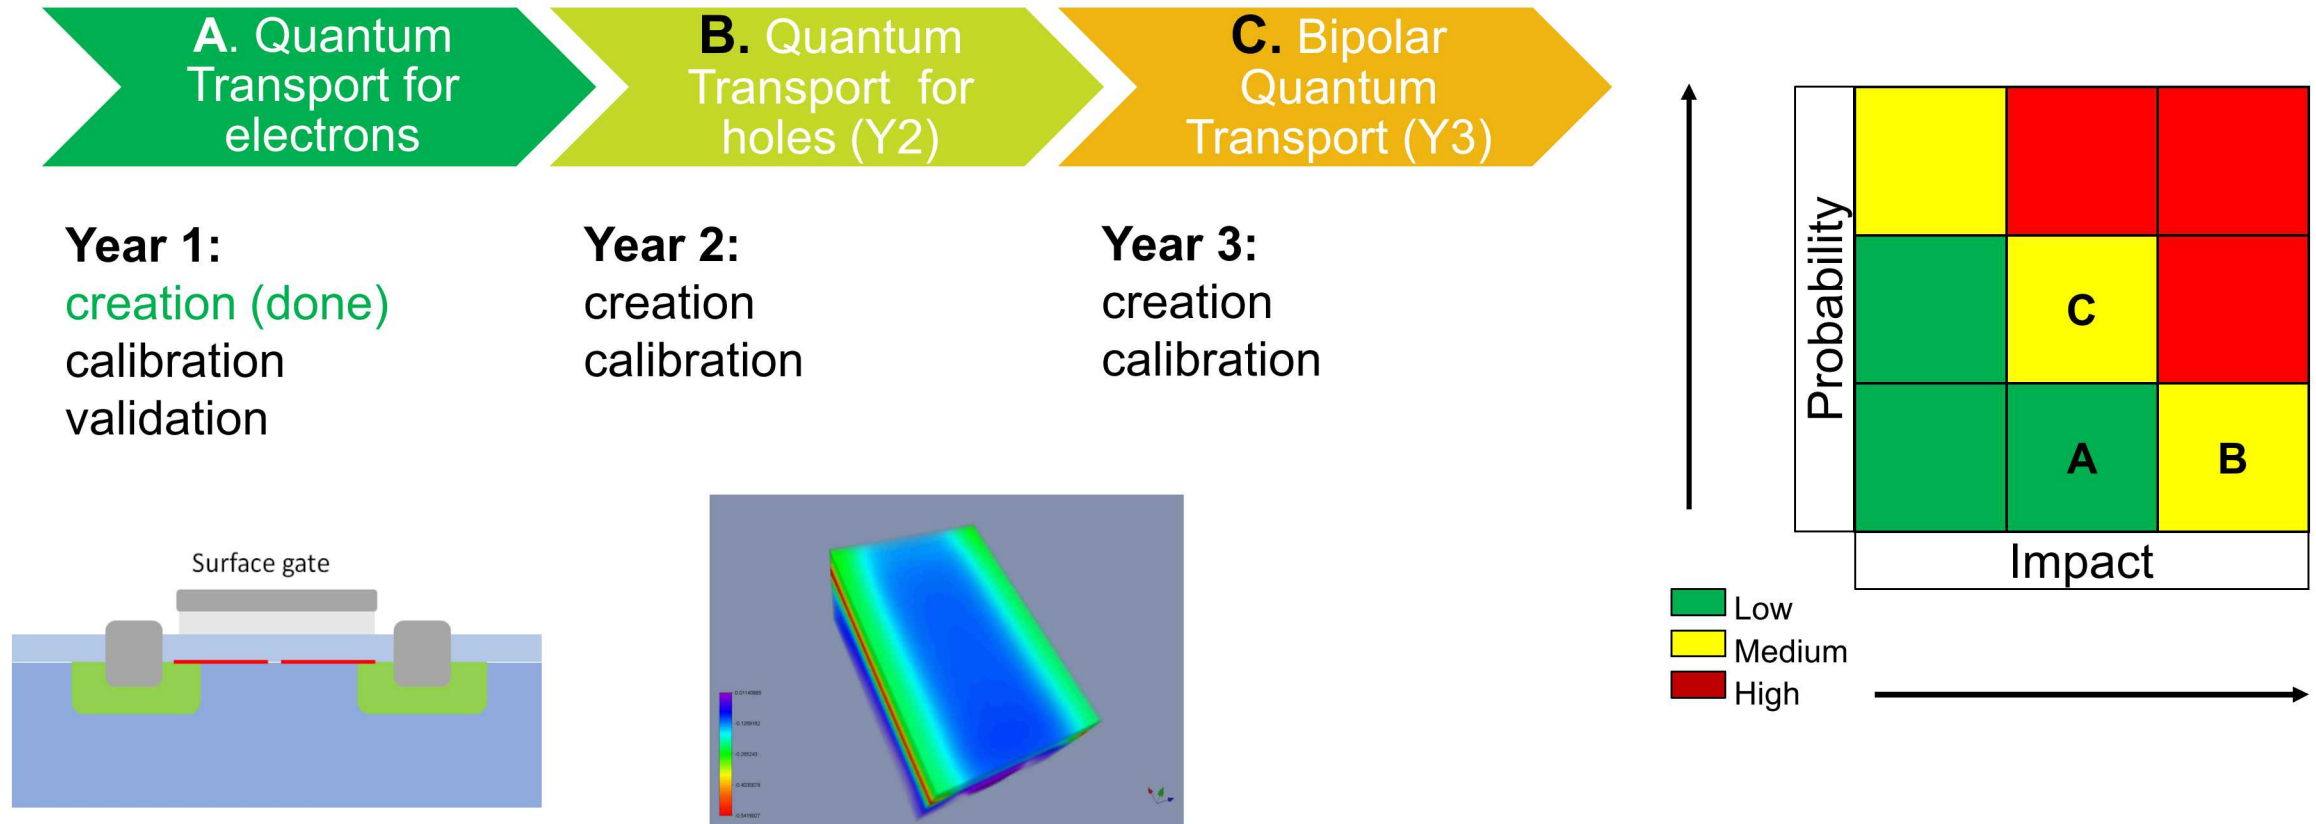 A. Quantum
Transport for
electrons
B. Quantum
Transport for
holes (Y2)
C. Bipolar
Quantum
Transport (Y3)
Year 1:
creation (done)
calibration
validation
Year 2:
creation
calibration
Year 3:
creation
calibration
Surface gate
Probability
C
A
B
Impact
Low
Medium
High